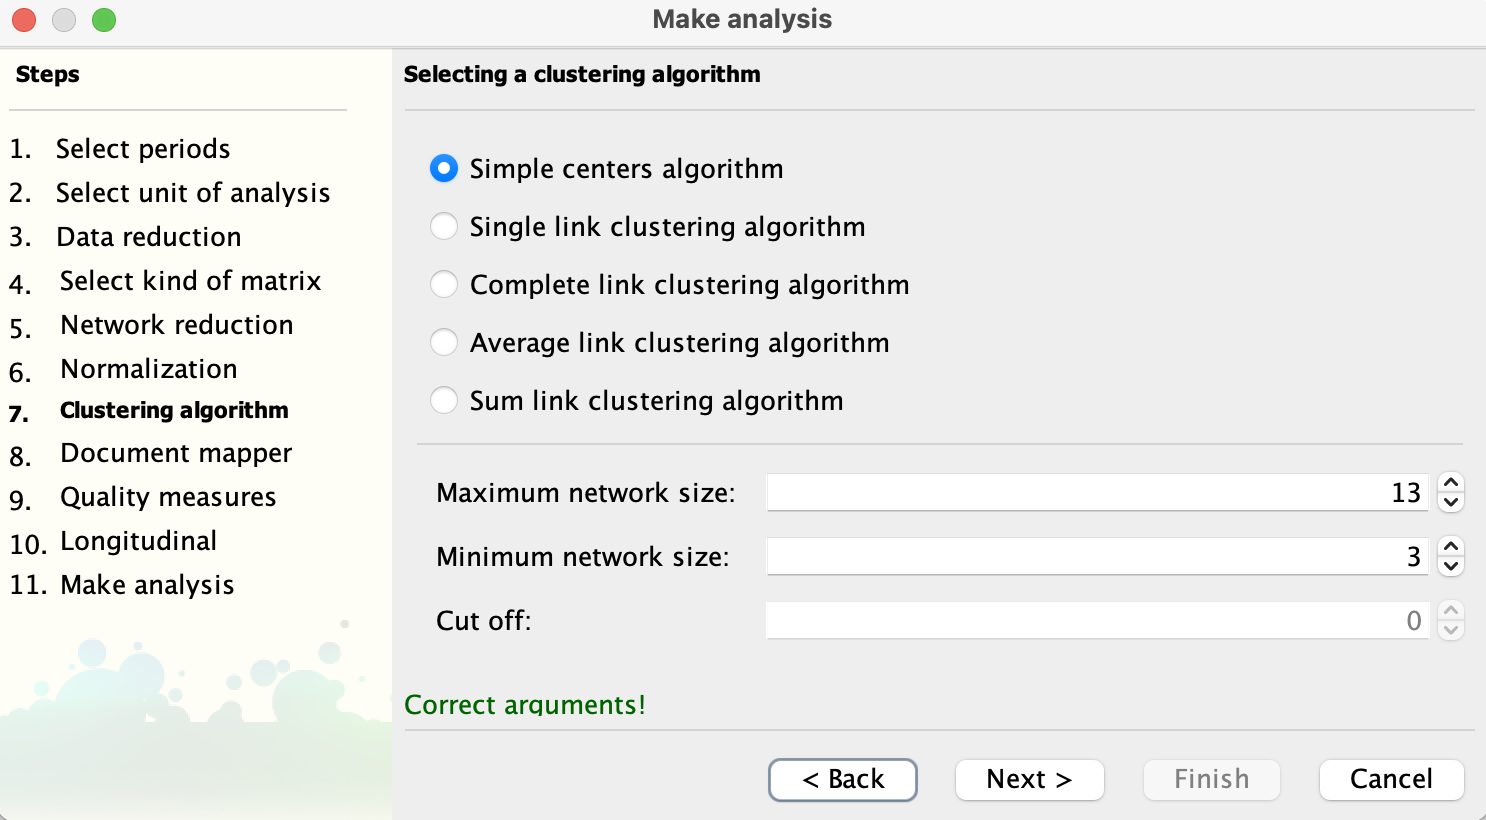 Make analysis
Steps
1. Select periods
2. Select unit of analysis
3. Data reduction
4. Select kind of matrix
5. Network reduction
6. Normalization
7. Clustering algorithm
8. Document mapper
9. Quality measures
10. Longitudinal
11. Make analysis
Selecting a clustering algorithm
Simple centers algorithm
Single link clustering algorithm
Complete link clustering algorithm
Average link clustering algorithm
Sum link clustering algorithm
Maximum network size: 13
Minimum network size: 3
Cut off: 0
Correct arguments!
< Back Next > Finish Cancel